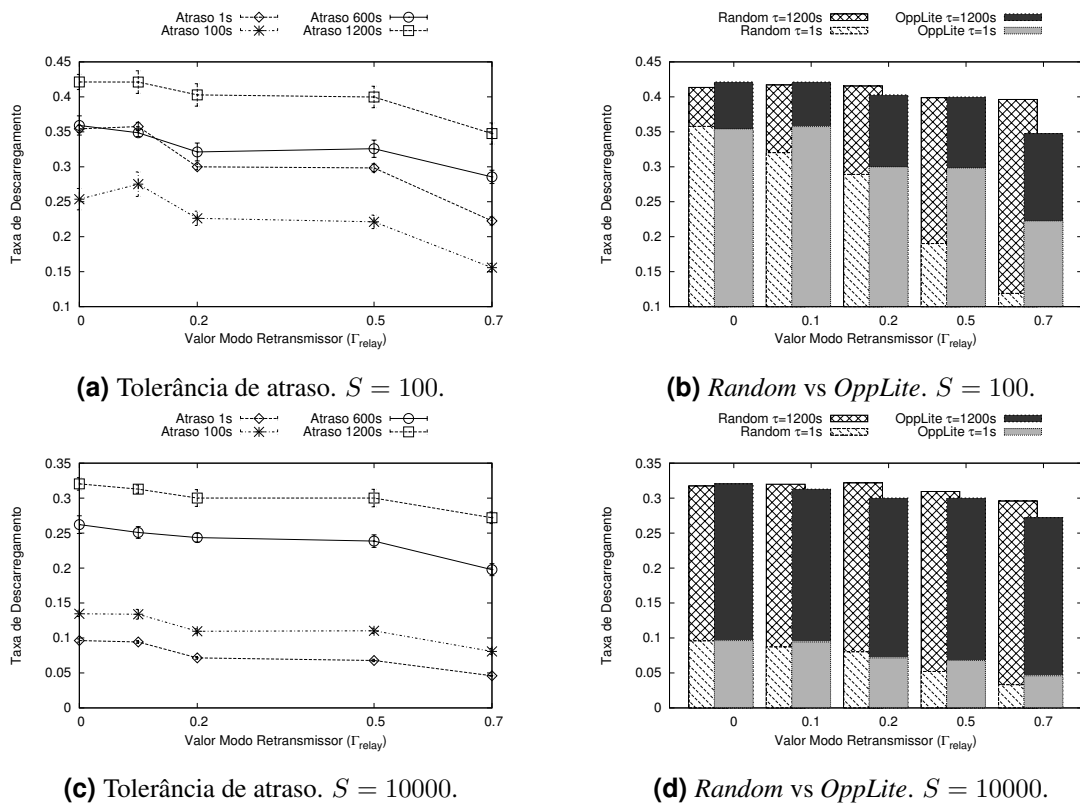 Atraso 1s Atraso 600s
Atraso 100s Atraso 1200s
Taxa de Descarregamento
0.45
0.4
0.35
0.3
0.25
0.2
0.15
0.1
0 0.2 0.5 0.7
Valor Modo Retransmissor (Γrelay)
(a) Tolerância de atraso. S = 100.
Random τ=1200s OppLite τ=1200s
Random τ=1s OppLite τ=1s
Taxa de Descarregamento
0.45
0.4
0.35
0.3
0.25
0.2
0.15
0.1
0 0.1 0.2 0.5 0.7
Valor Modo Retransmissor (Γrelay)
(b) Random vs OppLite. S = 100.
Atraso 1s Atraso 600s
Atraso 100s Atraso 1200s
Taxa de Descarregamento
0.35
0.3
0.25
0.2
0.15
0.1
0.05
0
0 0.2 0.5 0.7
Valor Modo Retransmissor (Γrelay)
(c) Tolerância de atraso. S = 10000.
Random τ=1200s OppLite τ=1200s
Random τ=1s OppLite τ=1s
Taxa de Descarregamento
0.35
0.3
0.25
0.2
0.15
0.1
0.05
0
0 0.1 0.2 0.5 0.7
Valor Modo Retransmissor (Γrelay)
(d) Random vs OppLite. S = 10000.